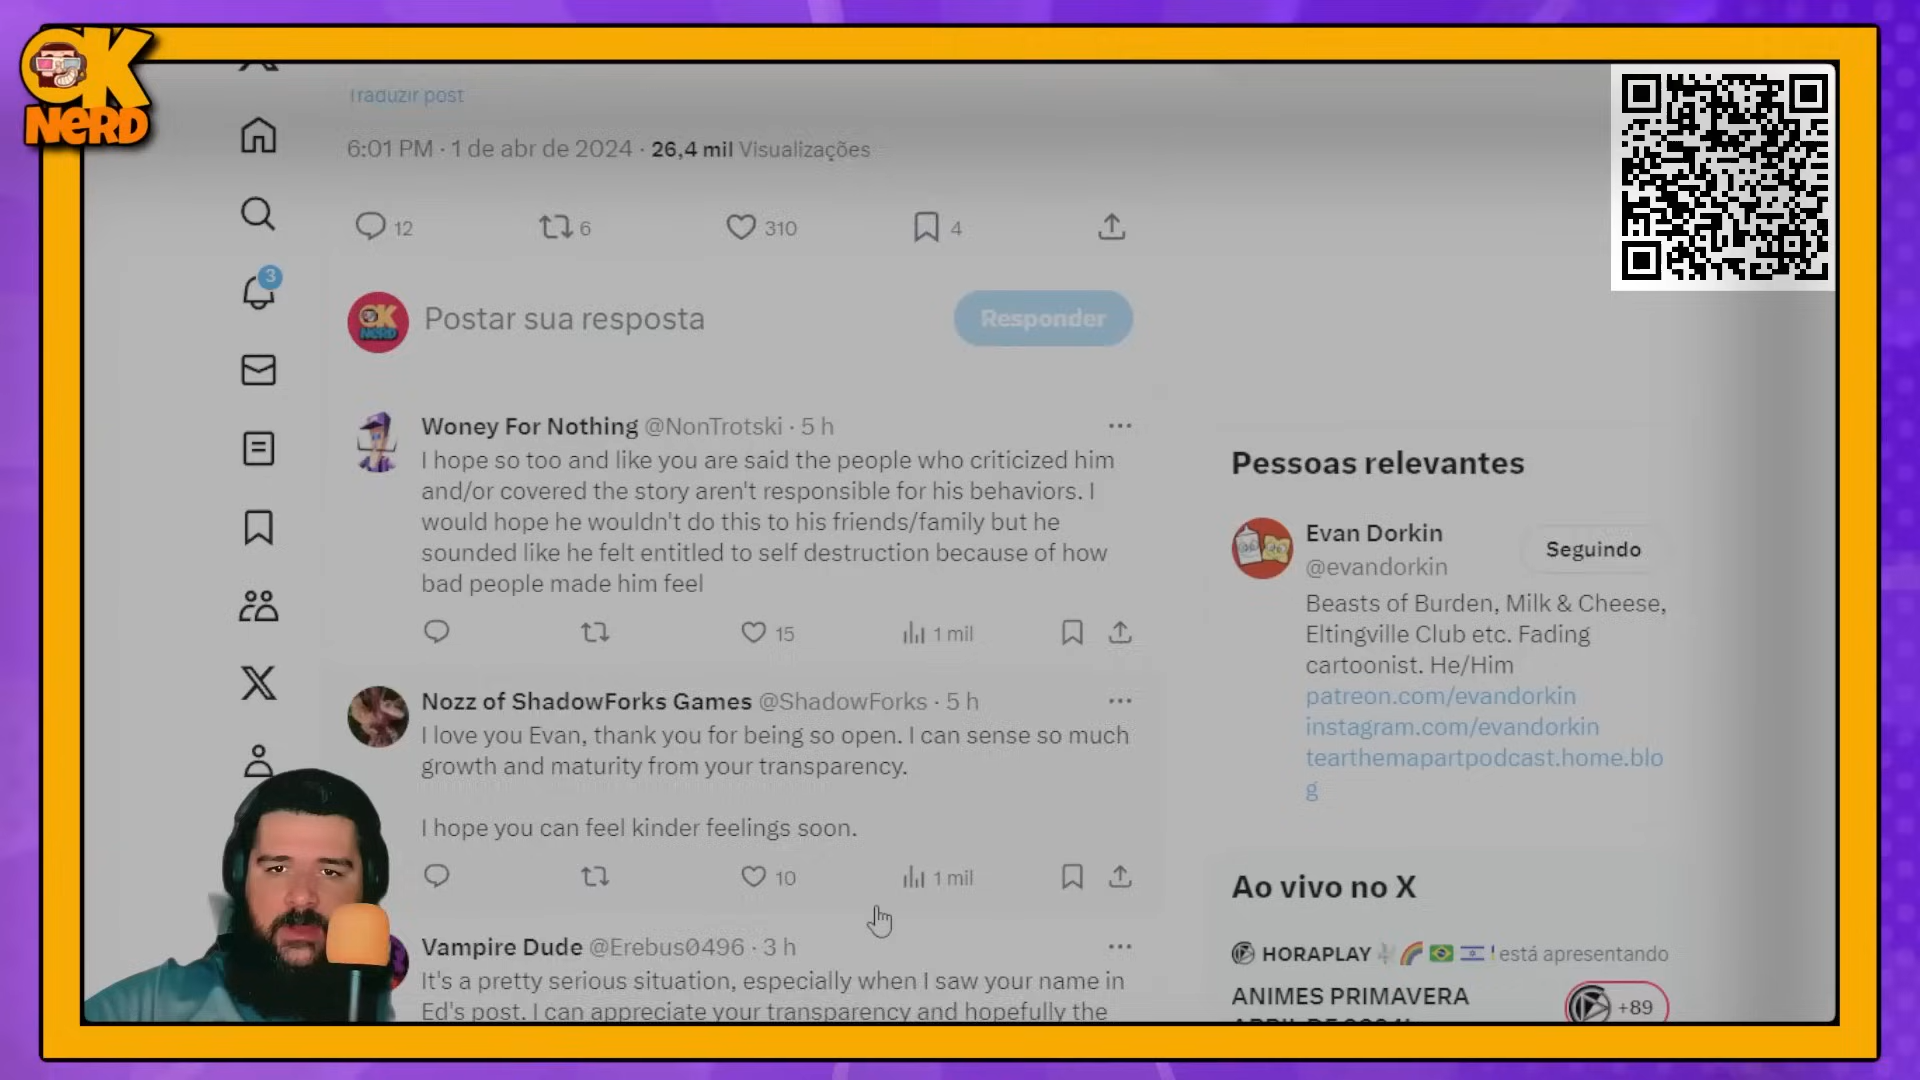 OK
NERD
Traduzir post
6:01 PM · 1 de abr de 2024 · 26,4 mil Visualizações
12
6
310
4
3
Postar sua resposta
Responder
Woney For Nothing @NonTrotski · 5 h
I hope so too and like you are said the people who criticized him
and/or covered the story aren't responsible for his behaviors. I
would hope he wouldn't do this to his friends/family but he
sounded like he felt entitled to self destruction because of how
bad people made him feel
15
1 mil
Nozz of ShadowForks Games @ShadowForks · 5 h
I love you Evan, thank you for being so open. I can sense so much
growth and maturity from your transparency.
I hope you can feel kinder feelings soon.
10
1 mil
Vampire Dude @Erebus0496 · 3 h
It's a pretty serious situation, especially when I saw your name in
Ed's post. I can appreciate your transparency and hopefully the
Pessoas relevantes
Evan Dorkin
@evandorkin
Seguindo
Beasts of Burden, Milk & Cheese,
Eltingville Club etc. Fading
cartoonist. He/Him
patreon.com/evandorkin
instagram.com/evandorkin
tearthemapartpodcast.home.blo
g
Ao vivo no X
HORAPLAY está apresentando
ANIMES PRIMAVERA
+89